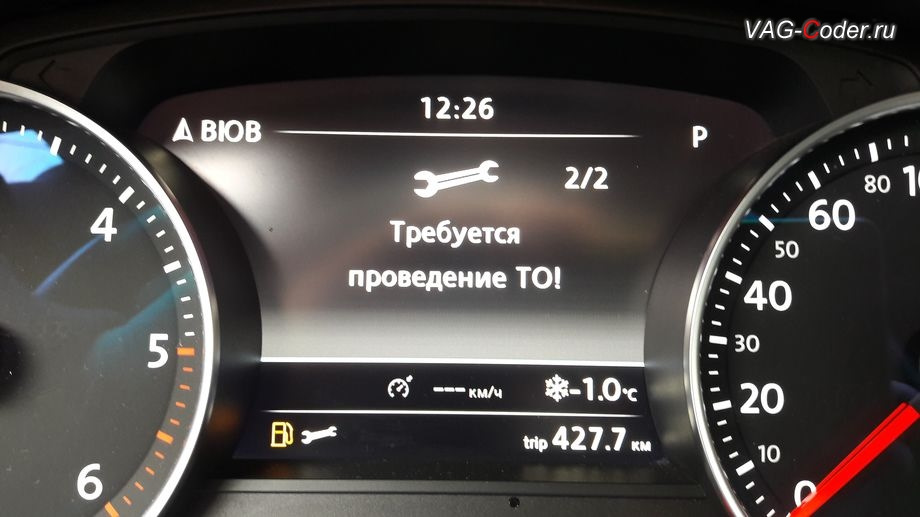 VAG-Coder.ru
12:26
ВЮВ
P
2/2
Требуется
проведение ТО!
--- км/ч
-1.0°C
trip 427.7 км
4
5
6
0
10
20
30
40
50
60
80